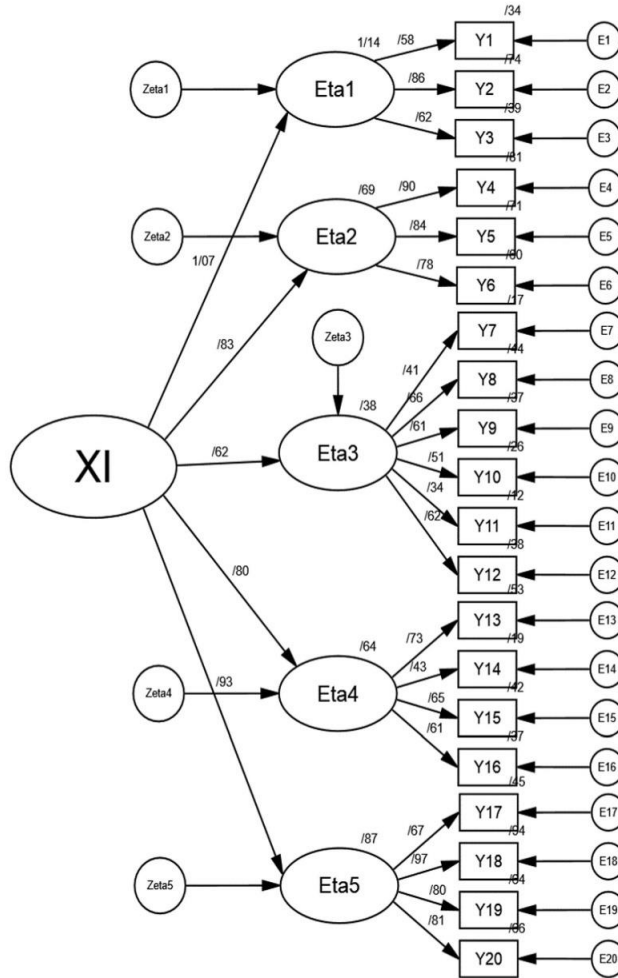 /34
1/14 /58 Y1 E1
/74
Zeta1 Eta1 /86 Y2 E2
/39
/62 Y3 E3
/81
/69 /90 Y4 E4
/71
Zeta2 Eta2 /84 Y5 E5
/60
1/07 /78 Y6 E6
/17
/83 Zeta3 Y7 E7
/44
/41 Y8 E8
/37
/38 /66
/61 Y9 E9
/26
XI /62 Eta3 /51 Y10 E10
/12
/34 Y11 E11
/38
/62 Y12 E12
/53
/80 /64 /73 Y13 E13
/19
Zeta4 /93 Eta4 /43 Y14 E14
/42
/65 Y15 E15
/37
/61 Y16 E16
/45
/87 /67 Y17 E17
/94
Zeta5 Eta5 /97 Y18 E18
/64
/80 Y19 E19
/66
/81 Y20 E20